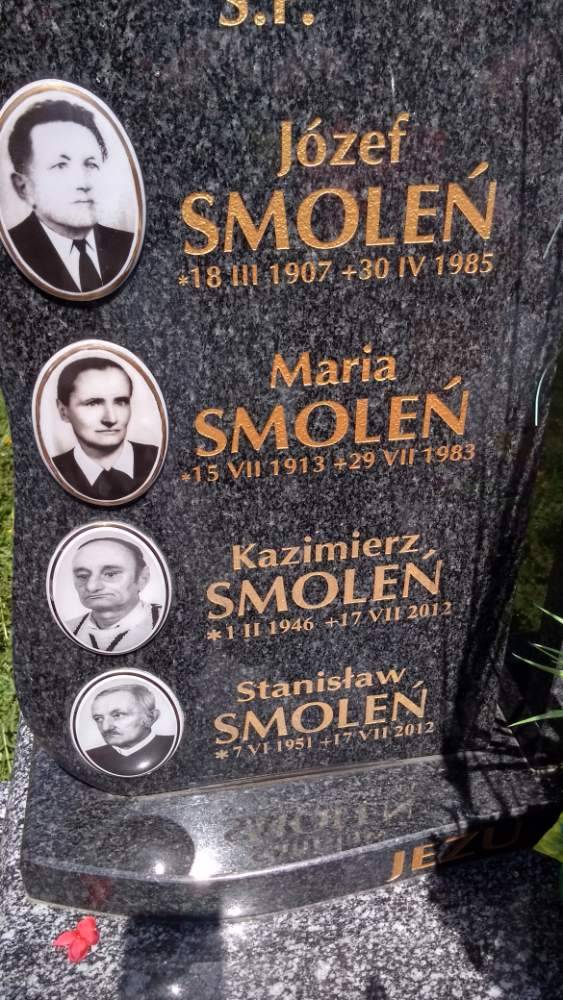 Ś.P.
Józef
SMOLEŃ
*18 III 1907 +30 IV 1985
Maria
SMOLEŃ
*15 VII 1913 +29 VII 1983
Kazimierz
SMOLEŃ
*1 II 1946 +17 VII 2012
Stanisław
SMOLEŃ
*7 VI 1951 +17 VII 2012
JEZU